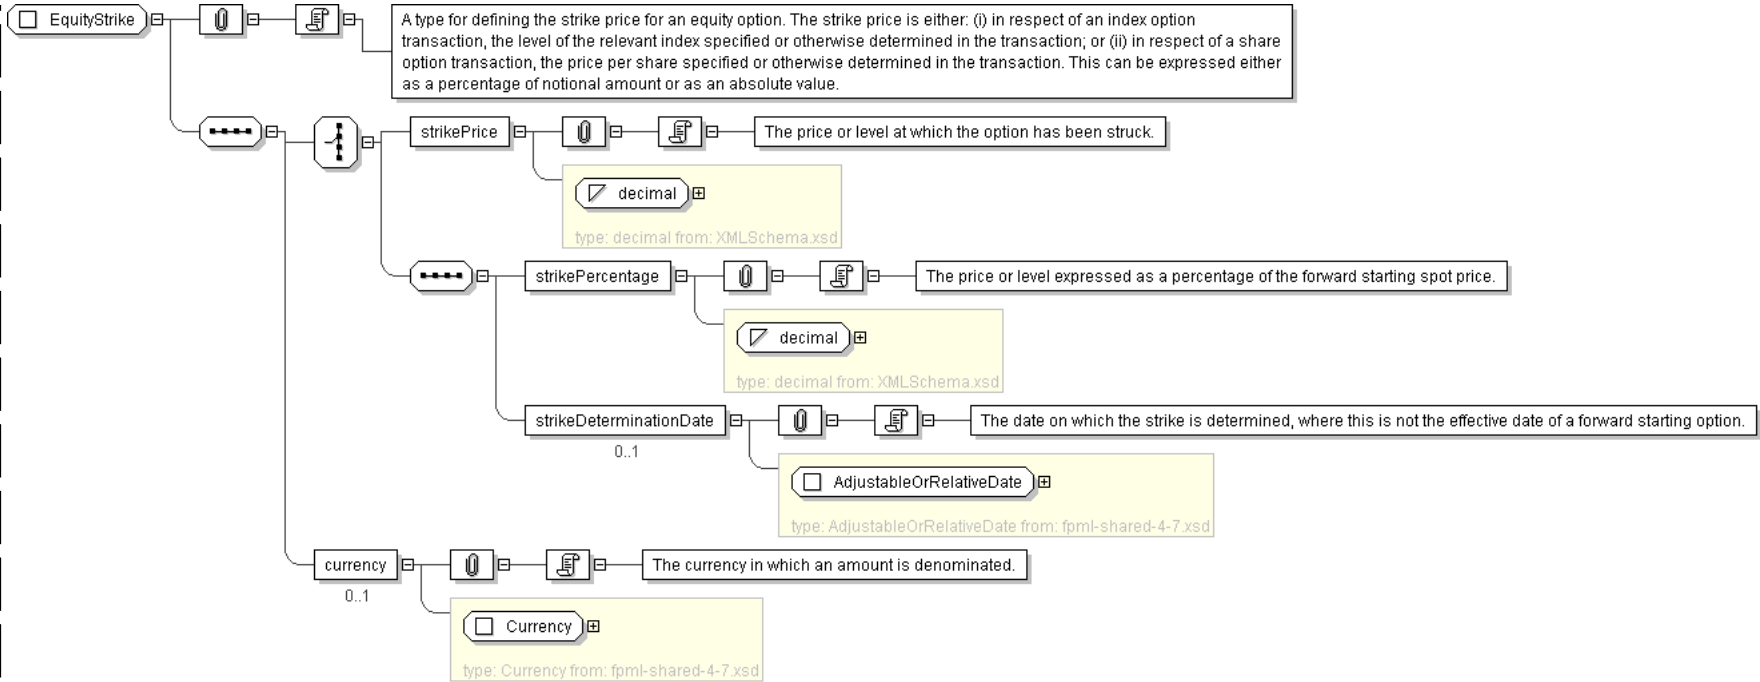 EquityStrike
A type for defining the strike price for an equity option. The strike price is either: (i) in respect of an index option
transaction, the level of the relevant index specified or otherwise determined in the transaction; or (ii) in respect of a share
option transaction, the price per share specified or otherwise determined in the transaction. This can be expressed either
as a percentage of notional amount or as an absolute value.
strikePrice
The price or level at which the option has been struck.
decimal
type: decimal from: XMLSchema.xsd
strikePercentage
The price or level expressed as a percentage of the forward starting spot price.
decimal
type: decimal from: XMLSchema.xsd
strikeDeterminationDate
The date on which the strike is determined, where this is not the effective date of a forward starting option.
0..1
AdjustableOrRelativeDate
type: AdjustableOrRelativeDate from: fpml-shared-4-7.xsd
currency
The currency in which an amount is denominated.
0..1
Currency
type: Currency from: fpml-shared-4-7.xsd